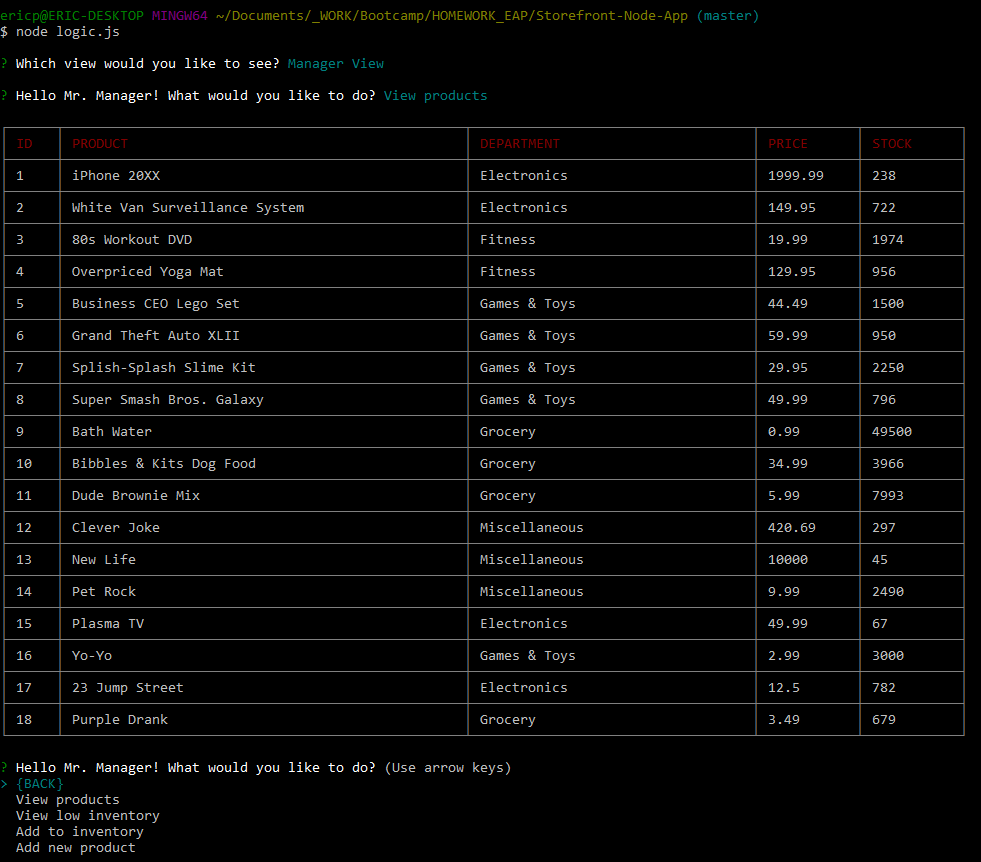 ericp@ERIC-DESKTOP MINGW64 ~/Documents/_WORK/Bootcamp/HOMEWORK_EAP/Storefront-Node-App (master)
$ node logic.js
? Which view would you like to see? Manager View
? Hello Mr. Manager! What would you like to do? View products
ID PRODUCT DEPARTMENT PRICE STOCK
1 iPhone 20XX Electronics 1999.99 238
2 White Van Surveillance System Electronics 149.95 722
3 80s Workout DVD Fitness 19.99 1974
4 Overpriced Yoga Mat Fitness 129.95 956
5 Business CEO Lego Set Games & Toys 44.49 1500
6 Grand Theft Auto XLII Games & Toys 59.99 950
7 Splish-Splash Slime Kit Games & Toys 29.95 2250
8 Super Smash Bros. Galaxy Games & Toys 49.99 796
9 Bath Water Grocery 0.99 49500
10 Bibbles & Kits Dog Food Grocery 34.99 3966
11 Dude Brownie Mix Grocery 5.99 7993
12 Clever Joke Miscellaneous 420.69 297
13 New Life Miscellaneous 10000 45
14 Pet Rock Miscellaneous 9.99 2490
15 Plasma TV Electronics 49.99 67
16 Yo-Yo Games & Toys 2.99 3000
17 23 Jump Street Electronics 12.5 782
18 Purple Drank Grocery 3.49 679
? Hello Mr. Manager! What would you like to do? (Use arrow keys)
> {BACK}
View products
View low inventory
Add to inventory
Add new product